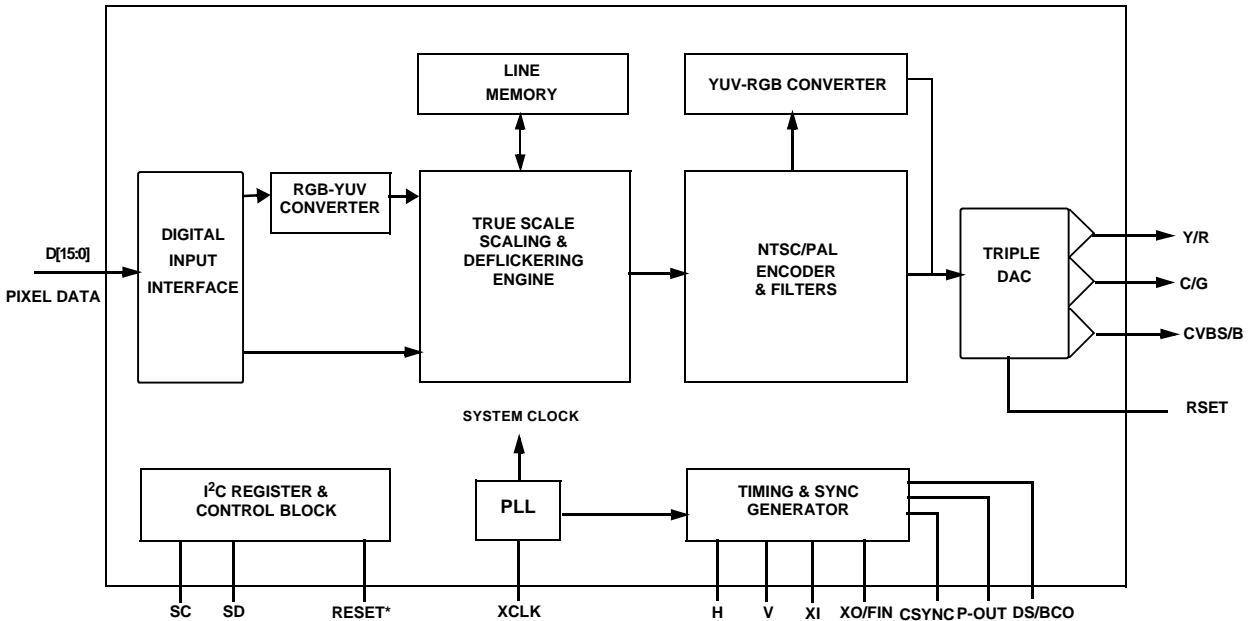 LINE
MEMORY
YUV-RGB CONVERTER
RGB-YUV
CONVERTER
DIGITAL
INPUT
INTERFACE
D[15:0]
PIXEL DATA
TRUE SCALE
SCALING &
DEFLICKERING
ENGINE
NTSC/PAL
ENCODER
& FILTERS
TRIPLE
DAC
Y/R
C/G
CVBS/B
RSET
SYSTEM CLOCK
I²C REGISTER &
CONTROL BLOCK
PLL
TIMING & SYNC
GENERATOR
SC SD RESET* XCLK H V XI XO/FIN CSYNC P-OUT DS/BCO